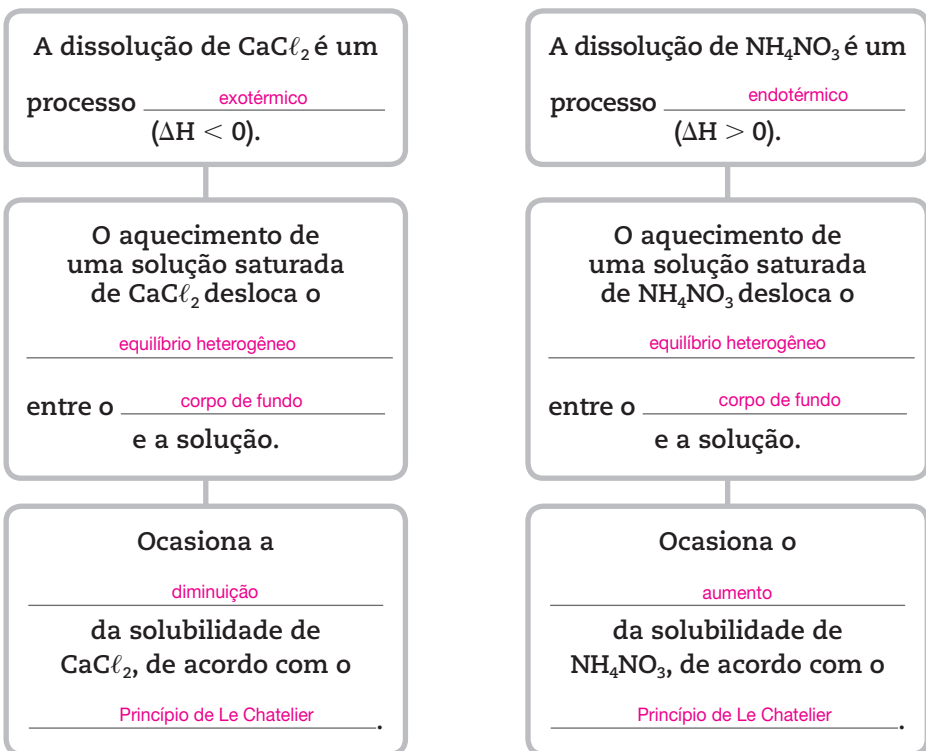 A dissolução de CaCℓ₂ é um
processo exotérmico
(ΔH < 0).
O aquecimento de
uma solução saturada
de CaCℓ₂ desloca o
equilíbrio heterogêneo
entre o corpo de fundo
e a solução.
Ocasiona a
diminuição
da solubilidade de
CaCℓ₂, de acordo com o
Princípio de Le Chatelier.
A dissolução de NH₄NO₃ é um
processo endotérmico
(ΔH > 0).
O aquecimento de
uma solução saturada
de NH₄NO₃ desloca o
equilíbrio heterogêneo
entre o corpo de fundo
e a solução.
Ocasiona o
aumento
da solubilidade de
NH₄NO₃, de acordo com o
Princípio de Le Chatelier.